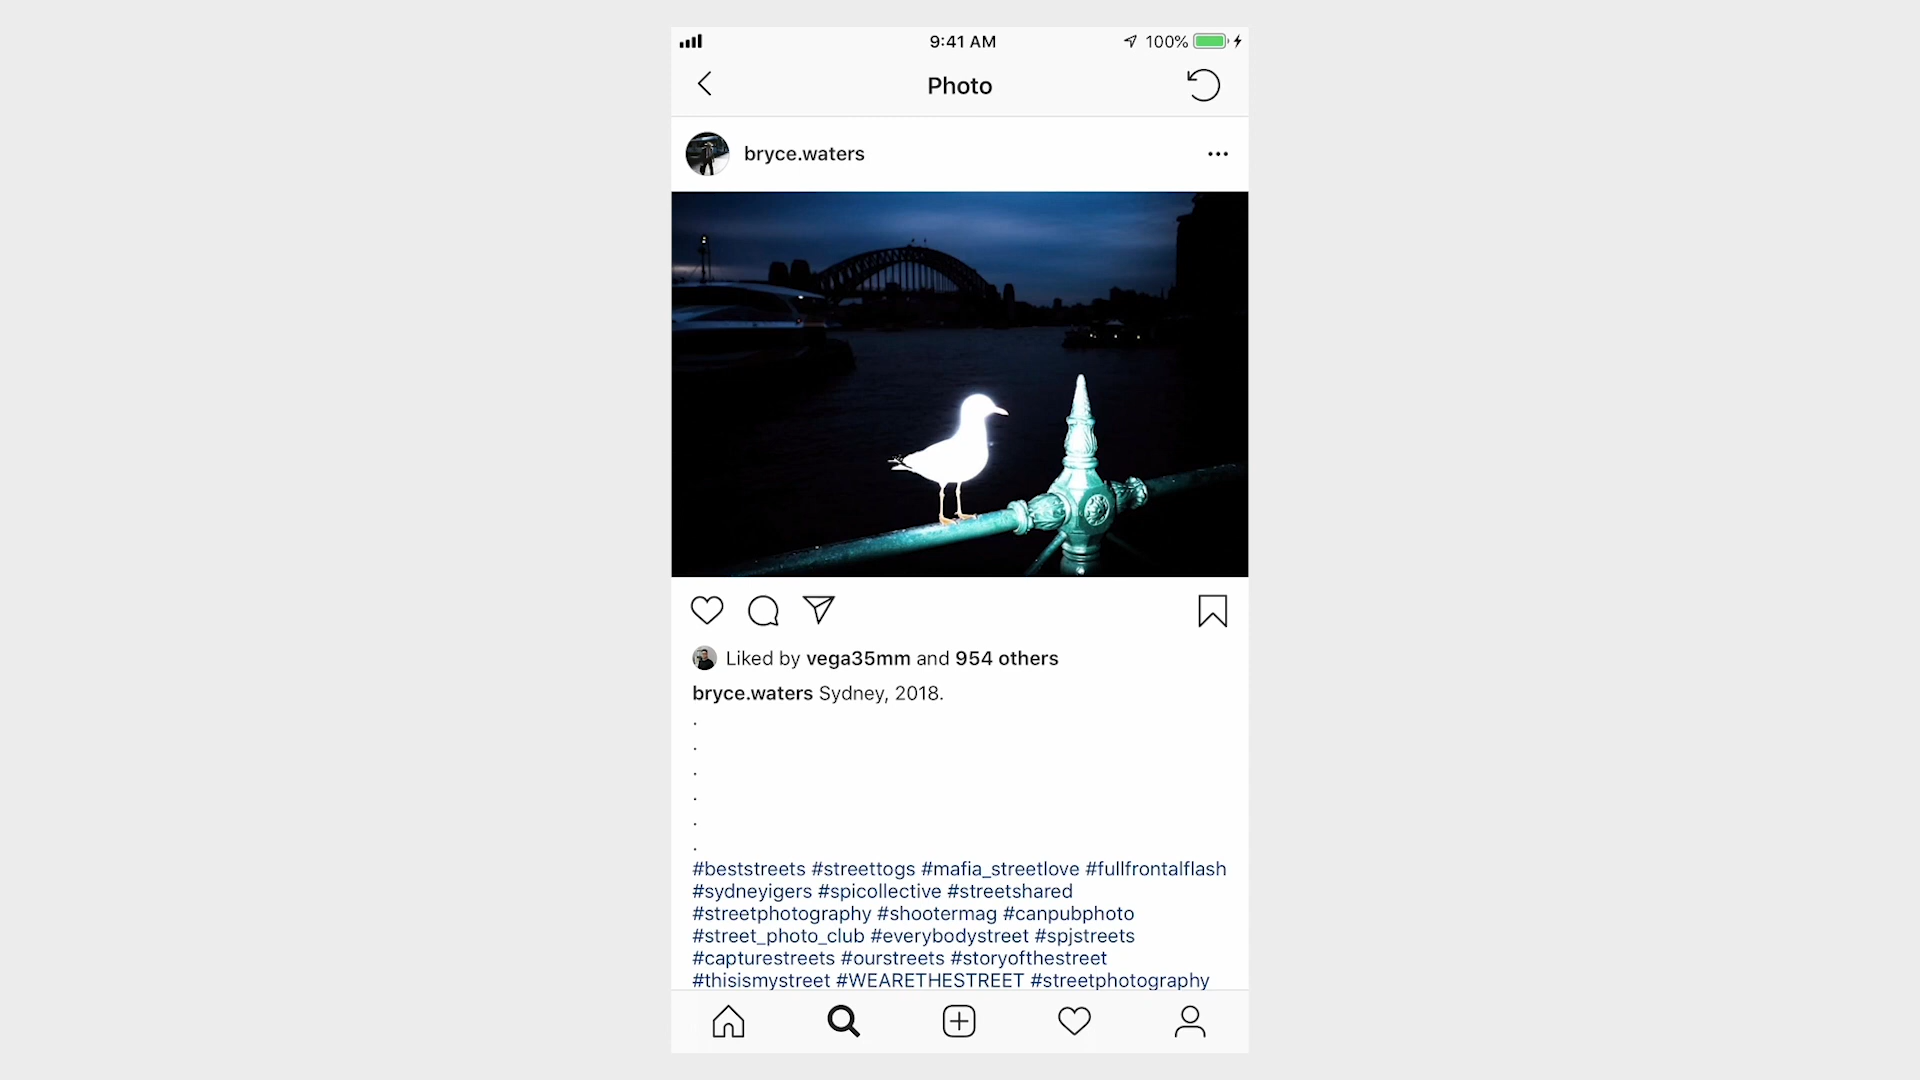 9:41 AM
100%
Photo
bryce.waters
Liked by vega35mm and 954 others
bryce.waters Sydney, 2018.
.
.
.
.
.
.
#beststreets #streettogs #mafia_streetlove #fullfrontalflash
#sydneyigers #spicollective #streetshared
#streetphotography #shootermag #canpubphoto
#street_photo_club #everybodystreet #spjstreets
#capturestreets #ourstreets #storyofthestreet
#thisismystreet #WEARETHESTREET #streetphotography